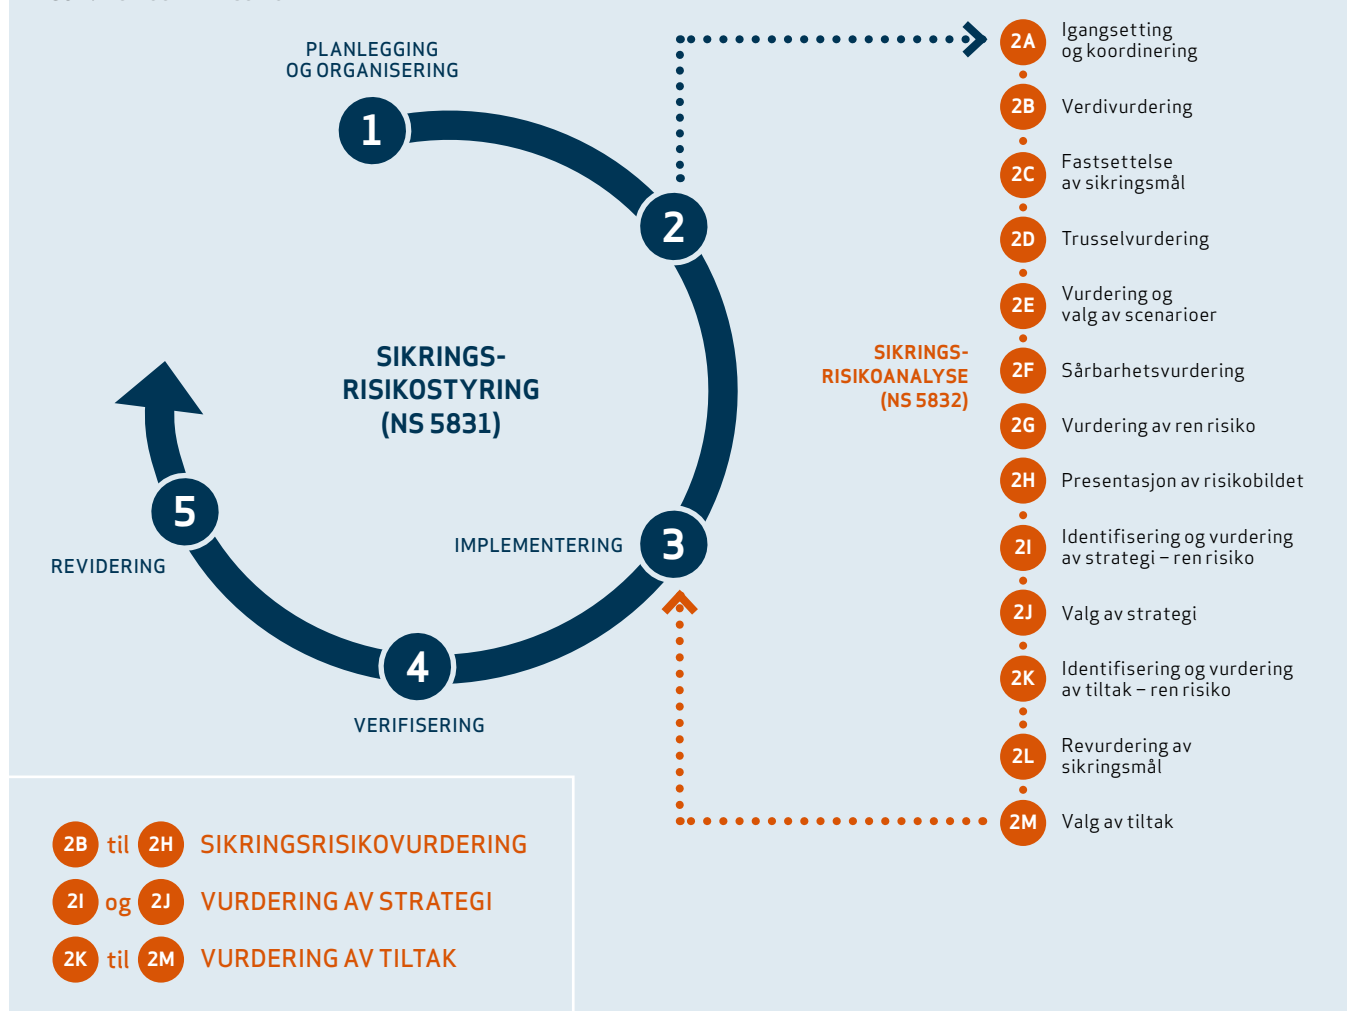 PLANLEGGING
OG ORGANISERING
1
2
SIKRINGS-
RISIKOSTYRING
(NS 5831)
3
IMPLEMENTERING
4
VERIFISERING
5
REVIDERING
SIKRINGS-
RISIKOANALYSE
(NS 5832)
2A
Igangsetting
og koordinering
2B
Verdivurdering
2C
Fastsettelse
av sikringsmål
2D
Trusselvurdering
2E
Vurdering og
valg av scenarioer
2F
Sårbarhetsvurdering
2G
Vurdering av ren risiko
2H
Presentasjon av risikobildet
2I
Identifisering og vurdering
av strategi – ren risiko
2J
Valg av strategi
2K
Identifisering og vurdering
av tiltak – ren risiko
2L
Revurdering av
sikringsmål
2M
Valg av tiltak
2B til 2H SIKRINGSRISIKOVURDERING
2I og 2J VURDERING AV STRATEGI
2K til 2M VURDERING AV TILTAK